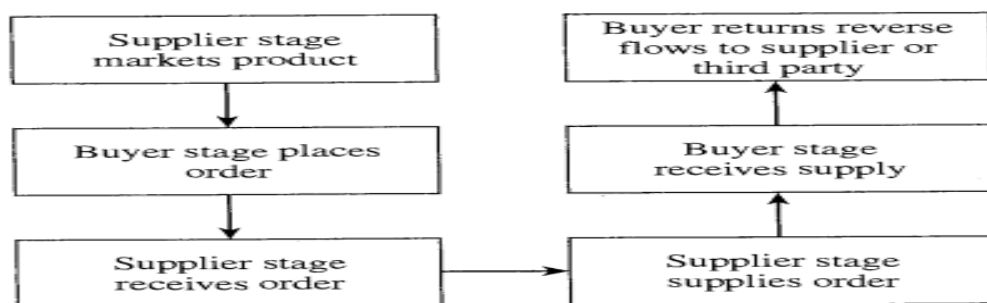 Supplier stage
markets product
Buyer stage places
order
Supplier stage
receives order
Supplier stage
supplies order
Buyer stage
receives supply
Buyer returns reverse
flows to supplier or
third party